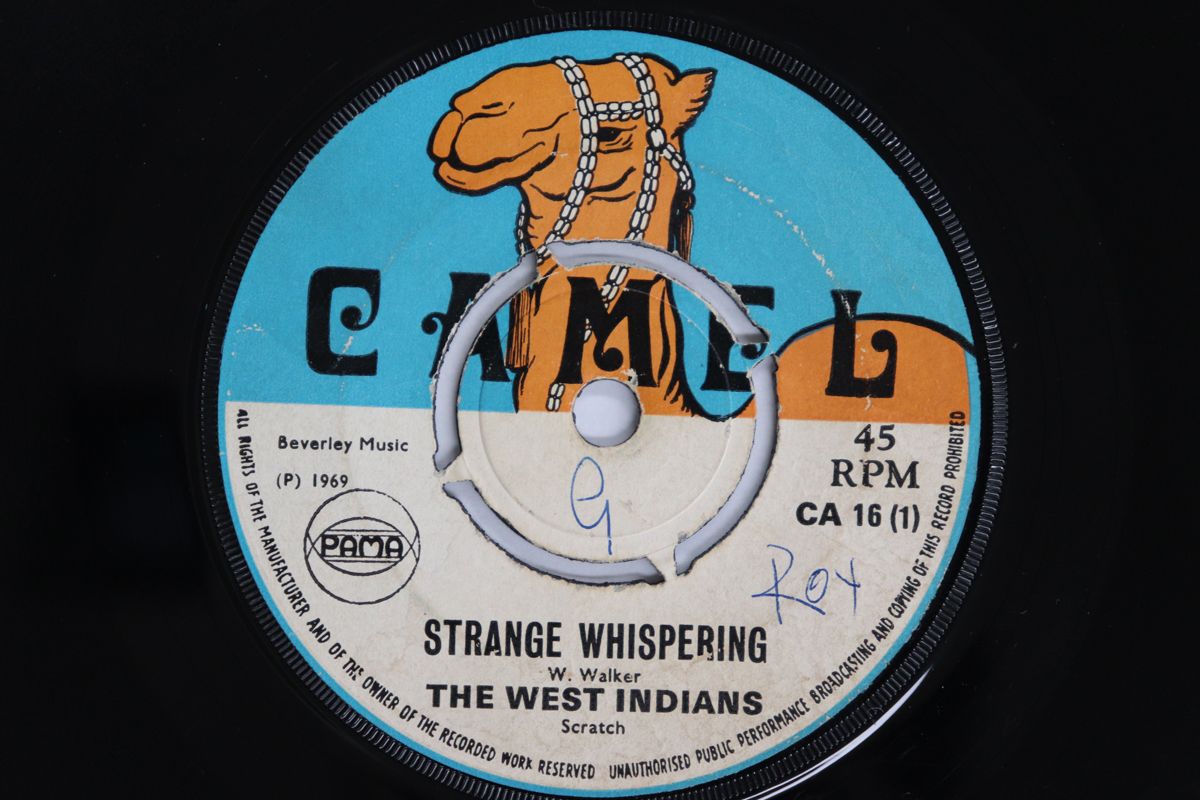 CAMEL
Beverley Music
(P) 1969
PAMA
45
RPM
CA 16 (1)
G
ROY
STRANGE WHISPERING
W. Walker
THE WEST INDIANS
Scratch
ALL RIGHTS OF THE MANUFACTURER AND OF THE OWNER OF THE RECORDED WORK RESERVED UNAUTHORISED PUBLIC PERFORMANCE BROADCASTING AND COPYING OF THIS RECORD PROHIBITED